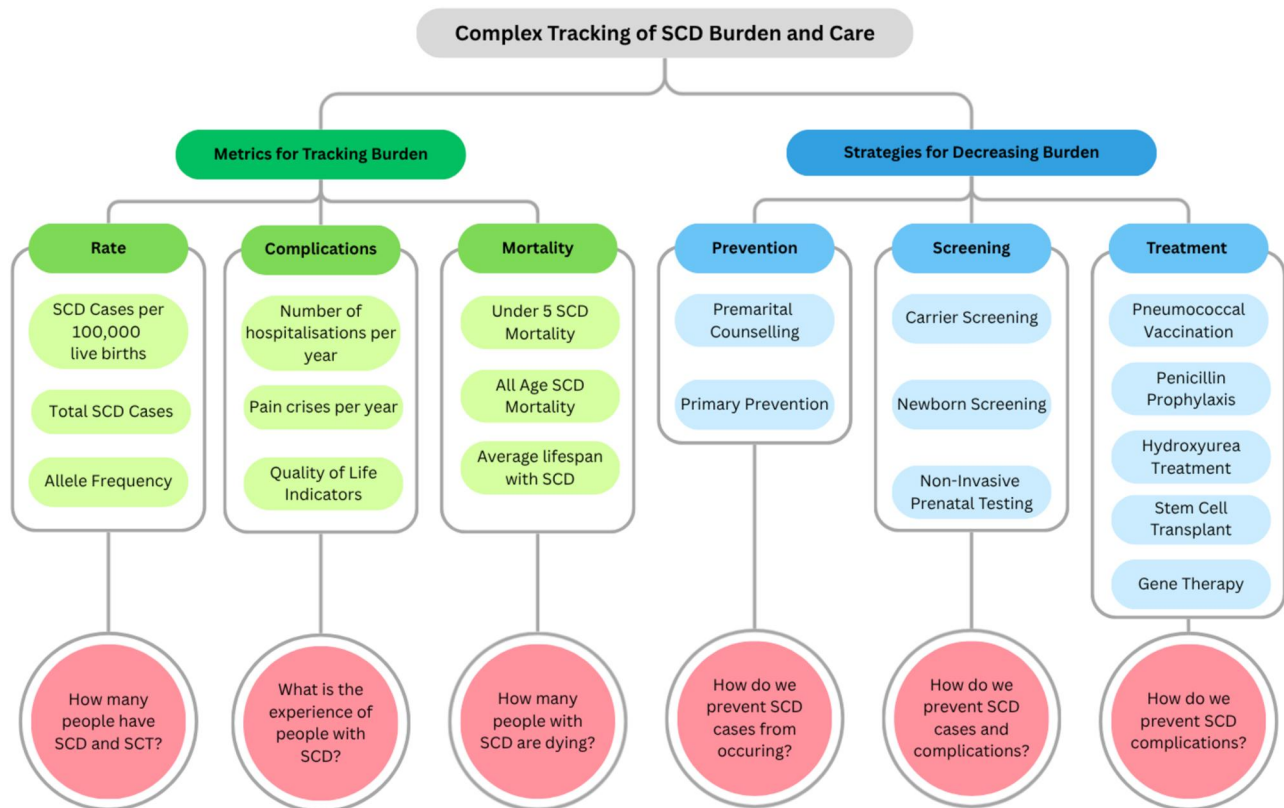 Complex Tracking of SCD Burden and Care
Metrics for Tracking Burden
Strategies for Decreasing Burden
Rate
SCD Cases per
100,000
live births
Total SCD Cases
Allele Frequency
How many
people have
SCD and SCT?
Complications
Number of
hospitalisations per
year
Pain crises per year
Quality of Life
Indicators
What is the
experience of
people with
SCD?
Mortality
Under 5 SCD
Mortality
All Age SCD
Mortality
Average lifespan
with SCD
How many
people with
SCD are dying?
Prevention
Premarital
Counselling
Primary Prevention
How do we
prevent SCD
cases from
occuring?
Screening
Carrier Screening
Newborn Screening
Non-Invasive
Prenatal Testing
How do we
prevent SCD
cases and
complications?
Treatment
Pneumococcal
Vaccination
Penicillin
Prophylaxis
Hydroxyurea
Treatment
Stem Cell
Transplant
Gene Therapy
How do we
prevent SCD
complications?